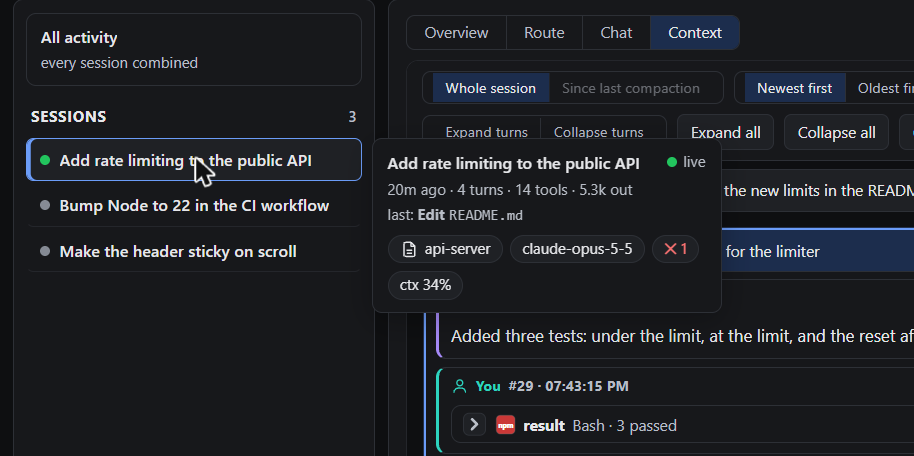 All activity
every session combined
SESSIONS 3
Add rate limiting to the public API
Bump Node to 22 in the CI workflow
Make the header sticky on scroll
Overview Route Chat Context
Whole session Since last compaction Newest first Oldest fir
Expand turns Collapse turns Expand all Collapse all
Add rate limiting to the public API live
20m ago · 4 turns · 14 tools · 5.3k out
last: Edit README.md
api-server claude-opus-5-5 ✕ 1
ctx 34%
the new limits in the READM
for the limiter
Added three tests: under the limit, at the limit, and the reset af
You #29 · 07:43:15 PM
npm result Bash · 3 passed